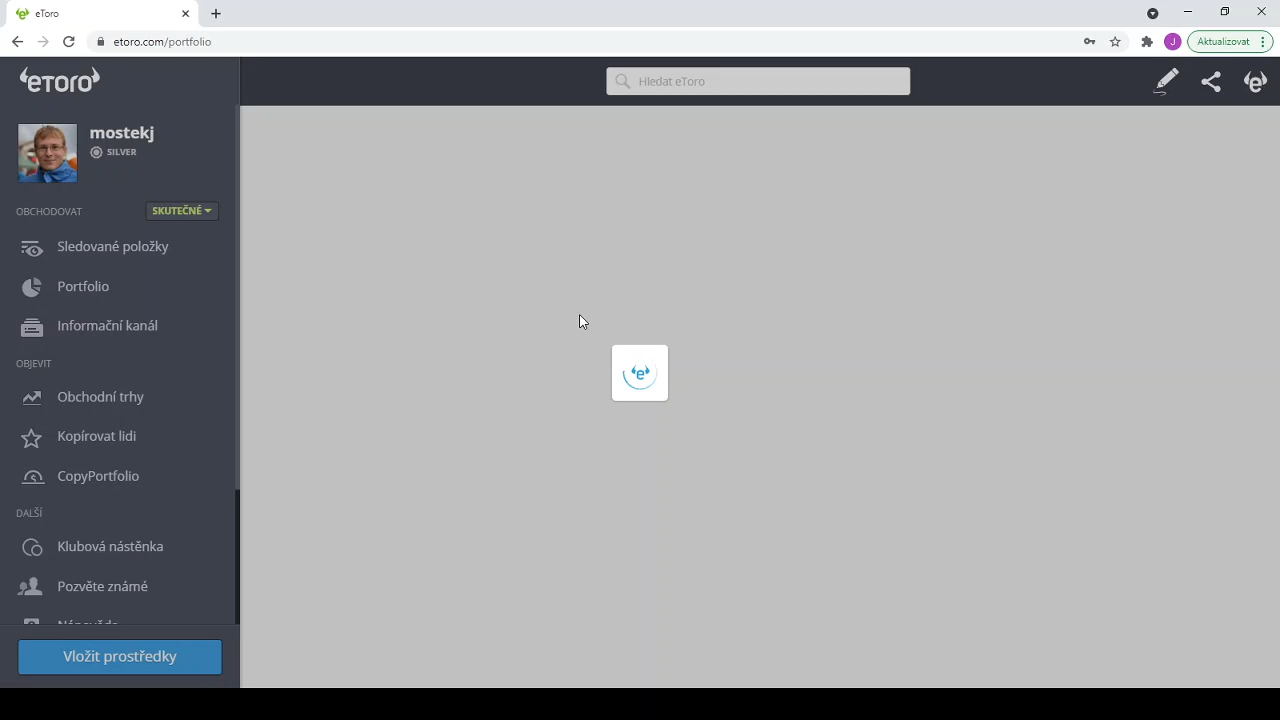 eToro
etoro.com/portfolio
J
Aktualizovat
eToro
Hledat eToro
mostekj
SILVER
OBCHODOVAT
SKUTEČNÉ
Sledované položky
Portfolio
Informační kanál
OBJEVIT
Obchodní trhy
Kopírovat lidi
CopyPortfolio
DALŠÍ
Klubová nástěnka
Pozvěte známé
Nápověda
Vložit prostředky